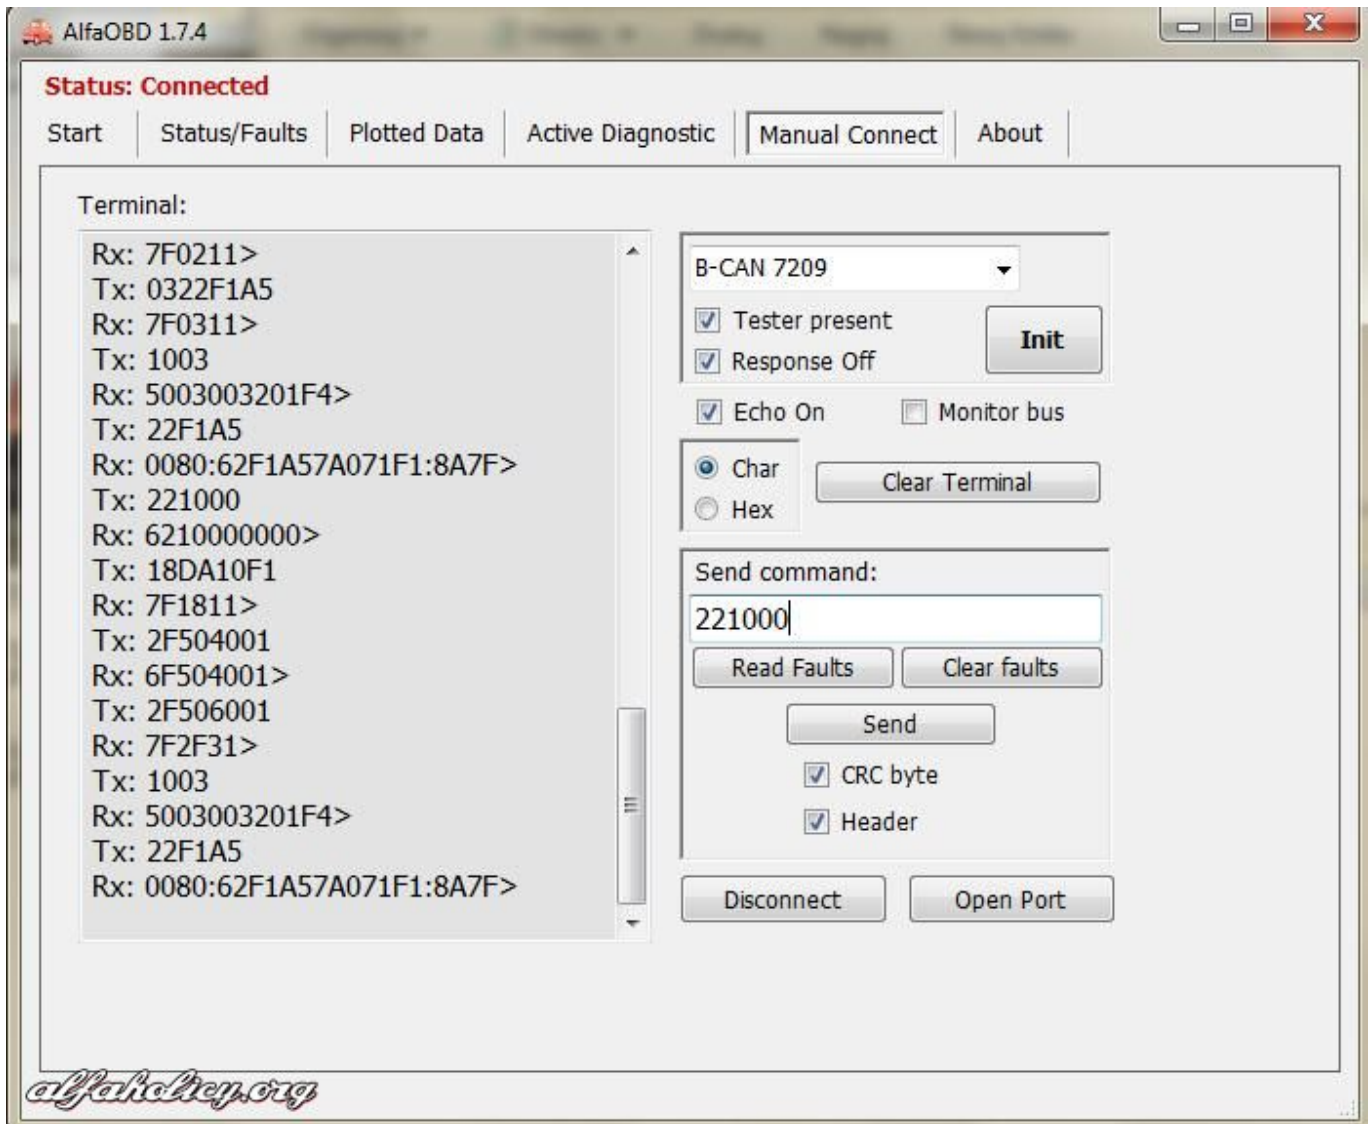 AlfaOBD 1.7.4
Status: Connected
Start Status/Faults Plotted Data Active Diagnostic Manual Connect About
Terminal:
Rx: 7F0211>
Tx: 0322F1A5
Rx: 7F0311>
Tx: 1003
Rx: 5003003201F4>
Tx: 22F1A5
Rx: 0080:62F1A57A071F1:8A7F>
Tx: 221000
Rx: 6210000000>
Tx: 18DA10F1
Rx: 7F1811>
Tx: 2F504001
Rx: 6F504001>
Tx: 2F506001
Rx: 7F2F31>
Tx: 1003
Rx: 5003003201F4>
Tx: 22F1A5
Rx: 0080:62F1A57A071F1:8A7F>
B-CAN 7209
Tester present
Response Off
Init
Echo On Monitor bus
Char
Hex
Clear Terminal
Send command:
221000
Read Faults Clear faults
Send
CRC byte
Header
Disconnect Open Port
alfaholicy.org